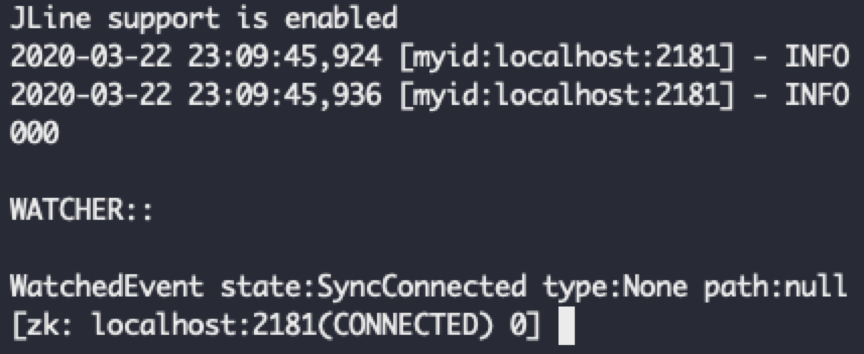 JLine support is enabled
2020-03-22 23:09:45,924 [myid:localhost:2181] - INFO
2020-03-22 23:09:45,936 [myid:localhost:2181] - INFO
000
WATCHER::
WatchedEvent state:SyncConnected type:None path:null
[zk: localhost:2181(CONNECTED) 0]